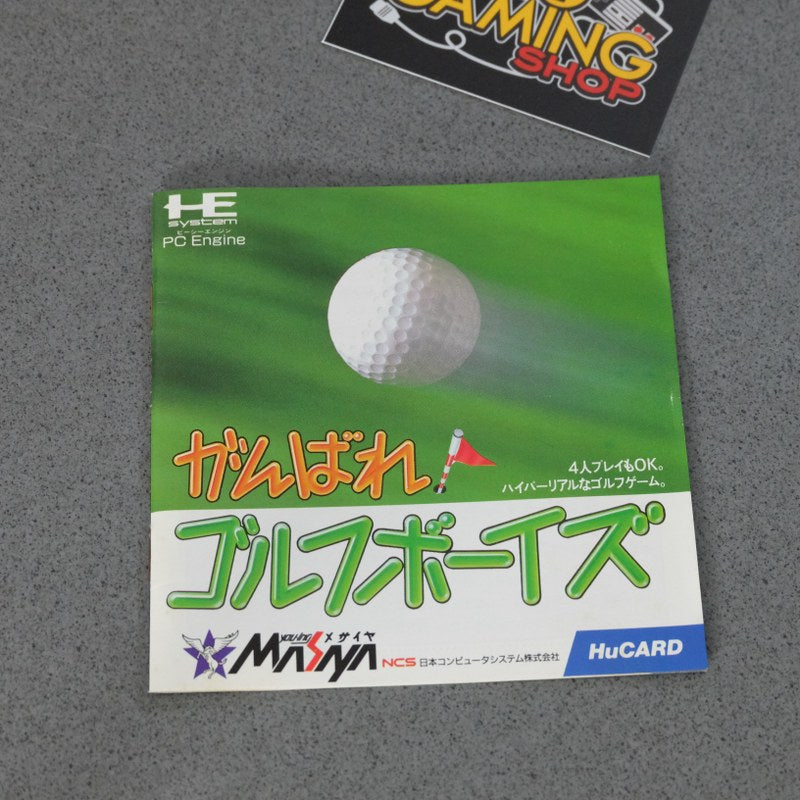 GAMING
SHOP
HE
system
ピーシーエンジン
PC Engine
がんばれ!
4人プレイもOK。
ハイパーリアルなゴルフゲーム。
ゴルフボーイズ
you-ing メサイヤ
MASAYA NCS 日本コンピュータシステム株式会社
HuCARD